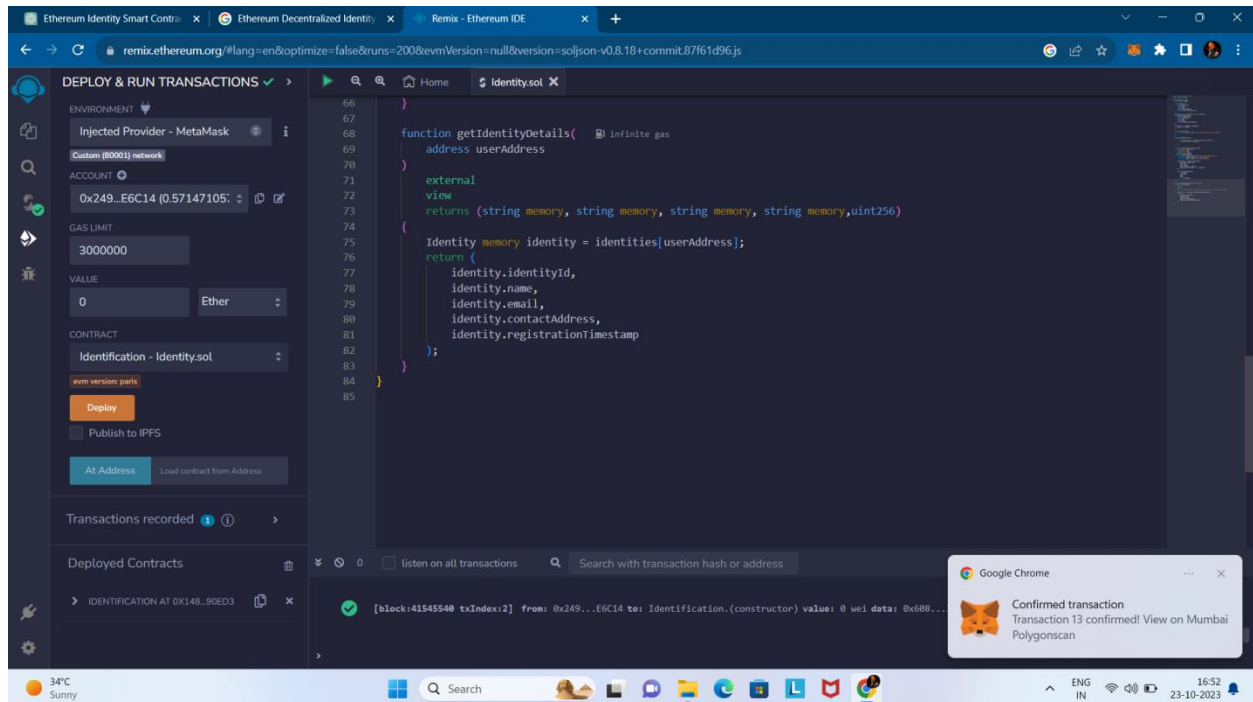 Ethereum Identity Smart Contra
Ethereum Decentralized Identity
Remix - Ethereum IDE
remix.ethereum.org/#lang=en&optimize=false&runs=200&evmVersion=null&version=soljson-v0.8.18+commit.87f61d96.js
DEPLOY & RUN TRANSACTIONS
ENVIRONMENT
Injected Provider - MetaMask
Custom (80001) network
ACCOUNT
0x249...E6C14 (0.57147105
GAS LIMIT
3000000
VALUE
0 Ether
CONTRACT
Identification - Identity.sol
evm version: paris
Deploy
Publish to IPFS
At Address Load contract from Address
Transactions recorded 1
Deployed Contracts
IDENTIFICATION AT 0X148...90ED3
Home Identity.sol
66 }
67
68 function getIdentityDetails( infinite gas
69 address userAddress
70 )
71 external
72 view
73 returns (string memory, string memory, string memory, string memory,uint256)
74 {
75 Identity memory identity = identities[userAddress];
76 return (
77 identity.identityId,
78 identity.name,
79 identity.email,
80 identity.contactAddress,
81 identity.registrationTimestamp
82 );
83 }
84 }
85
0 listen on all transactions Search with transaction hash or address
[block:41545540 txIndex:2] from: 0x249...E6C14 to: Identification.(constructor) value: 0 wei data: 0x608...
>
Google Chrome
Confirmed transaction
Transaction 13 confirmed! View on Mumbai
Polygonscan
34°C
Sunny
Search
ENG
IN
16:52
23-10-2023